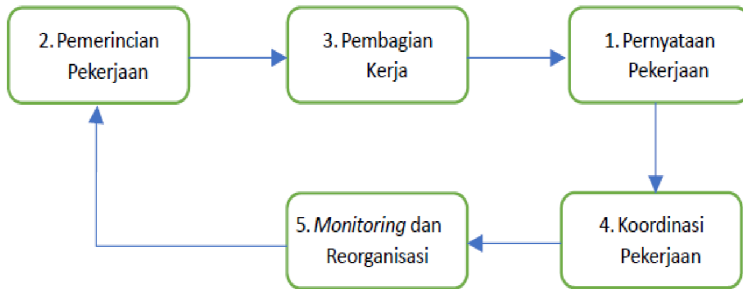 2. Pemerincian
Pekerjaan
3. Pembagian
Kerja
1. Pernyataan
Pekerjaan
5. Monitoring dan
Reorganisasi
4. Koordinasi
Pekerjaan